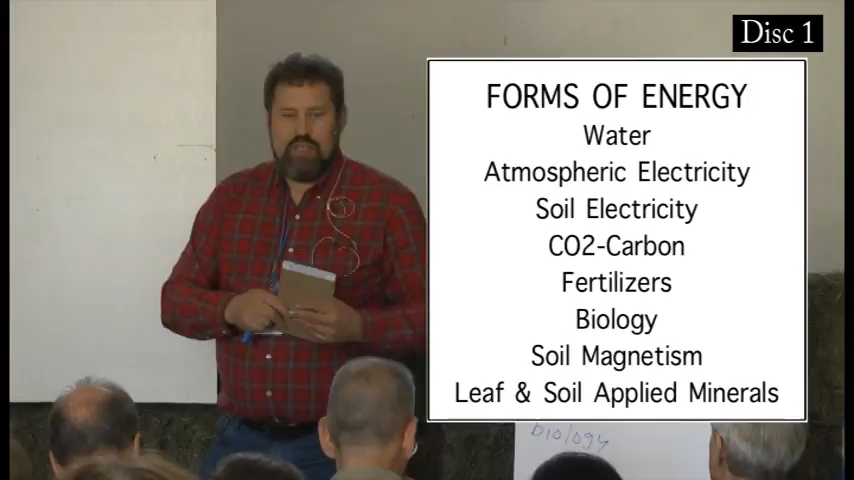 Disc 1
FORMS OF ENERGY
Water
Atmospheric Electricity
Soil Electricity
CO2-Carbon
Fertilizers
Biology
Soil Magnetism
Leaf & Soil Applied Minerals
biology